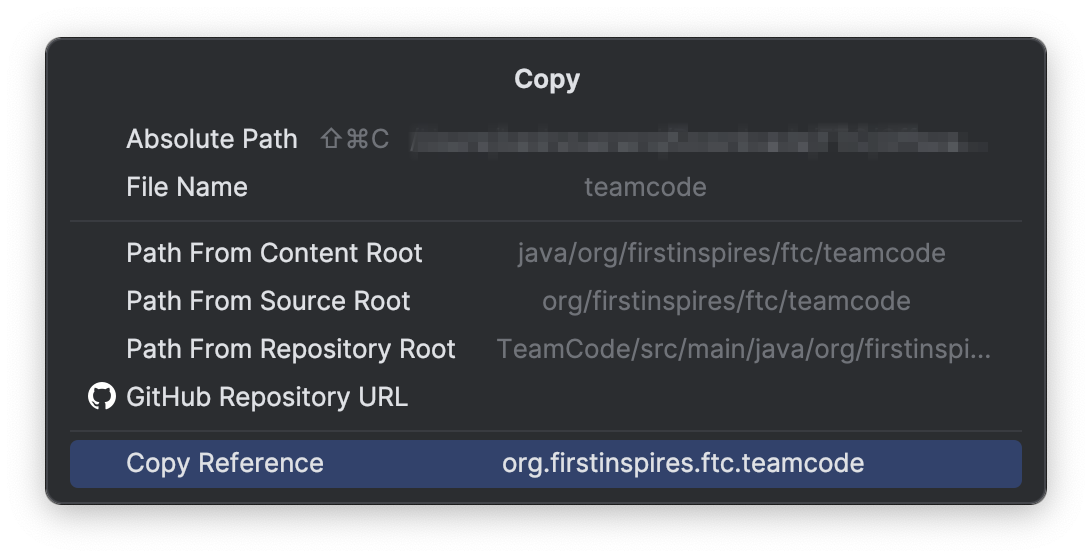 Copy
Absolute Path ⇧⌘C
File Name teamcode
Path From Content Root java/org/firstinspires/ftc/teamcode
Path From Source Root org/firstinspires/ftc/teamcode
Path From Repository Root TeamCode/src/main/java/org/firstinspi...
GitHub Repository URL
Copy Reference org.firstinspires.ftc.teamcode